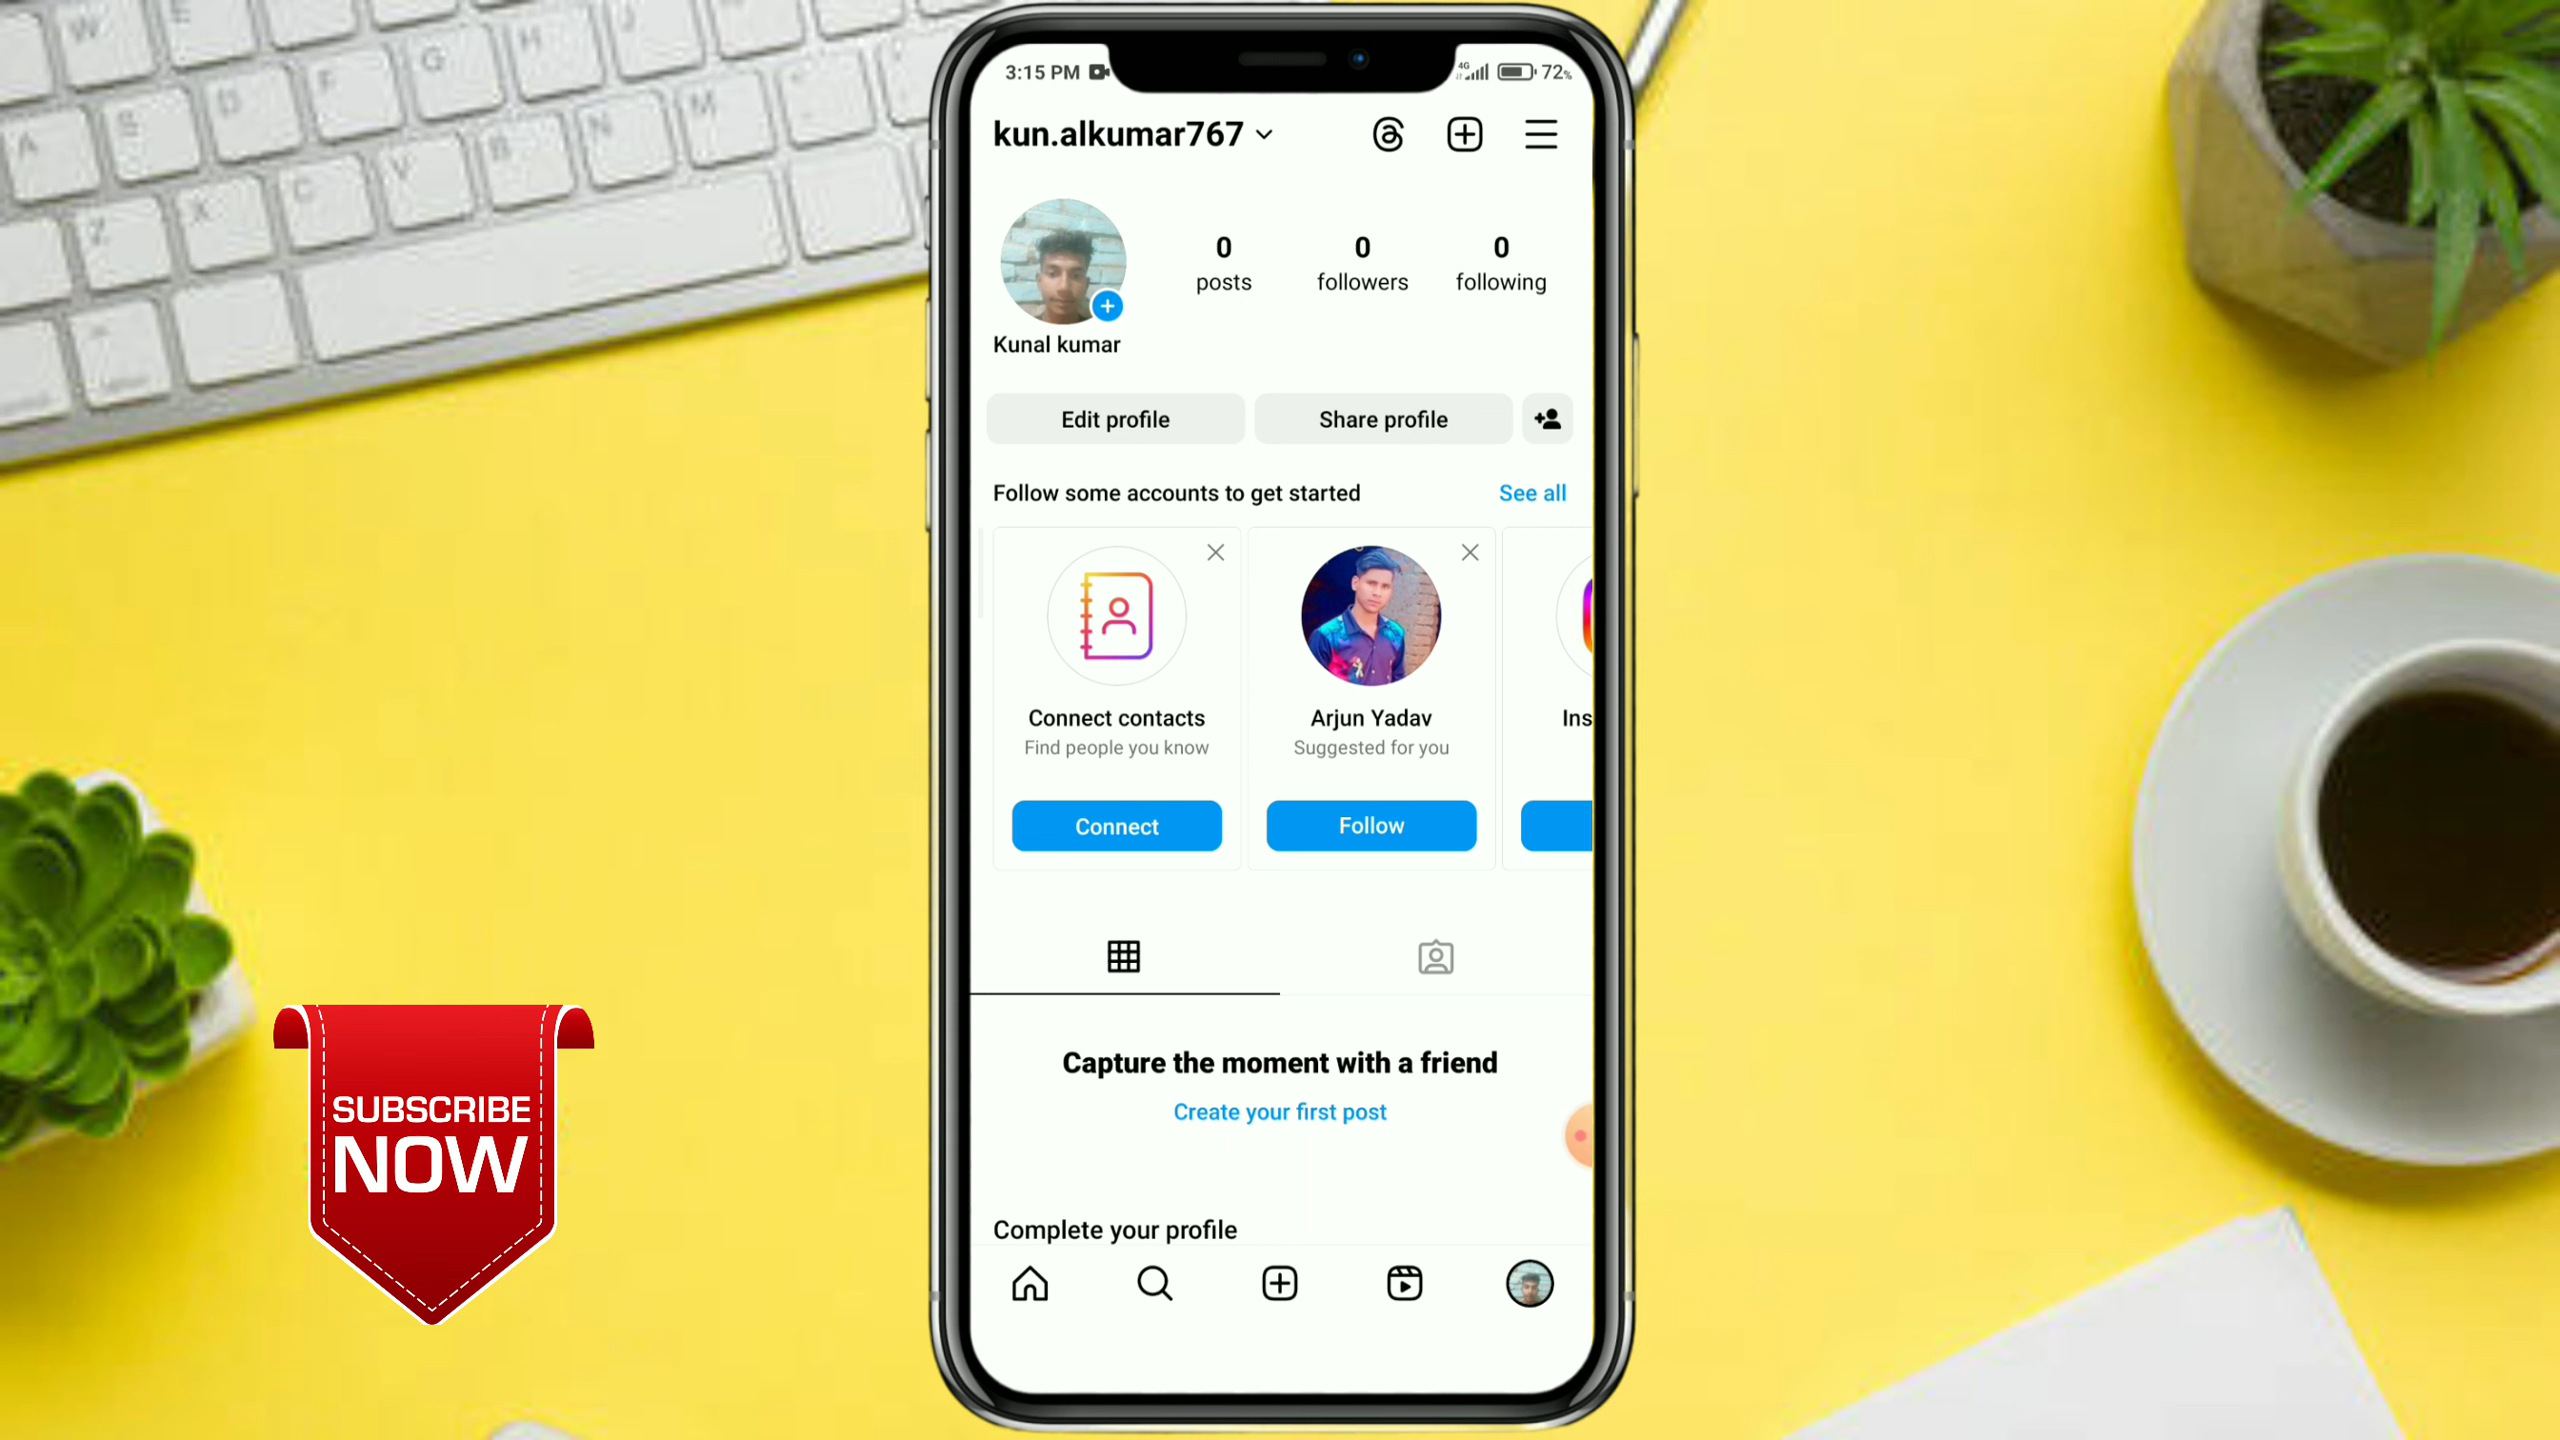 3:15 PM
4G
72%
kun.alkumar767
0 posts
0 followers
0 following
Kunal kumar
Edit profile
Share profile
Follow some accounts to get started
See all
Connect contacts
Find people you know
Connect
Arjun Yadav
Suggested for you
Follow
Ins
Capture the moment with a friend
Create your first post
Complete your profile
SUBSCRIBE
NOW
W
E
J
H
G
F
D
S
A
M
N
B
V
C
X
Z